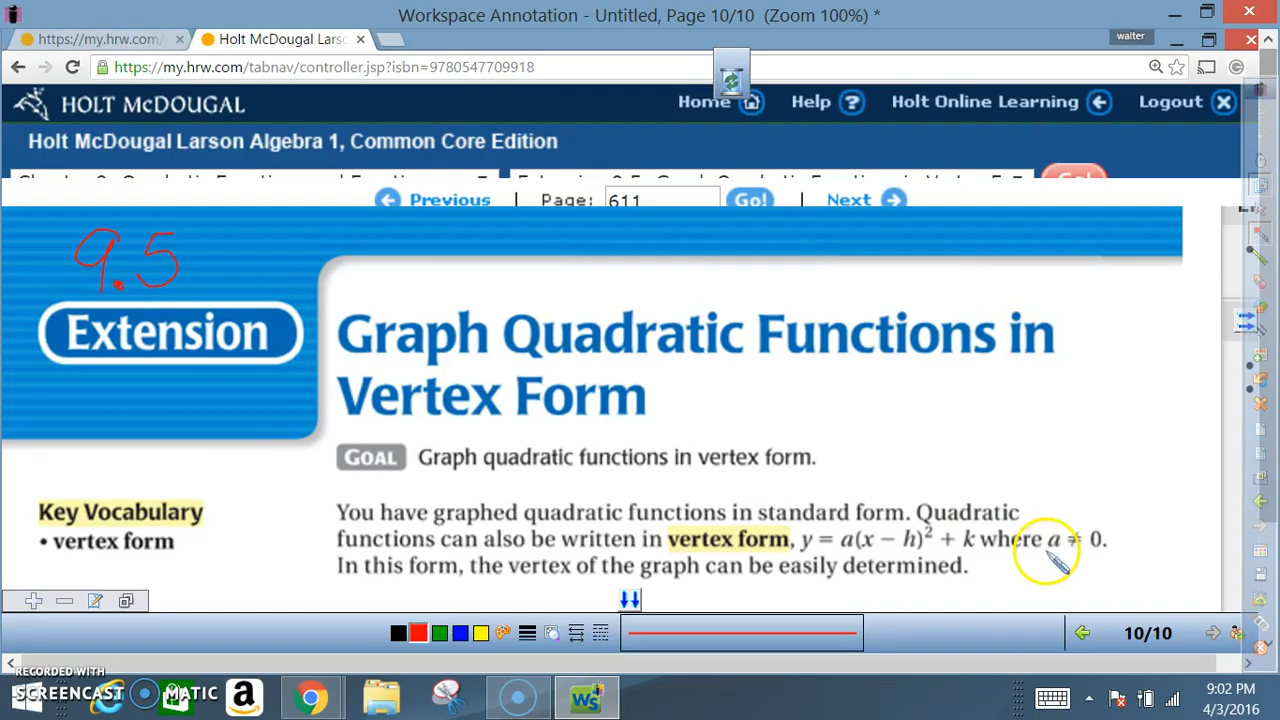 Workspace Annotation - Untitled, Page 10/10 (Zoom 100%) *
https://my.hrw.com/ Holt McDougal Lars walter
https://my.hrw.com/tabnav/controller.jsp?isbn=9780547709918
HOLT McDOUGAL Home Help ? Holt Online Learning Logout
Holt McDougal Larson Algebra 1, Common Core Edition
Previous | Page: 611 Go! | Next
9.5
Extension
Graph Quadratic Functions in
Vertex Form
GOAL Graph quadratic functions in vertex form.
Key Vocabulary
• vertex form
You have graphed quadratic functions in standard form. Quadratic
functions can also be written in vertex form, y = a(x − h)² + k where a ≠ 0.
In this form, the vertex of the graph can be easily determined.
10/10
RECORDED WITH
SCREENCAST MATIC
a
WS
9:02 PM
4/3/2016